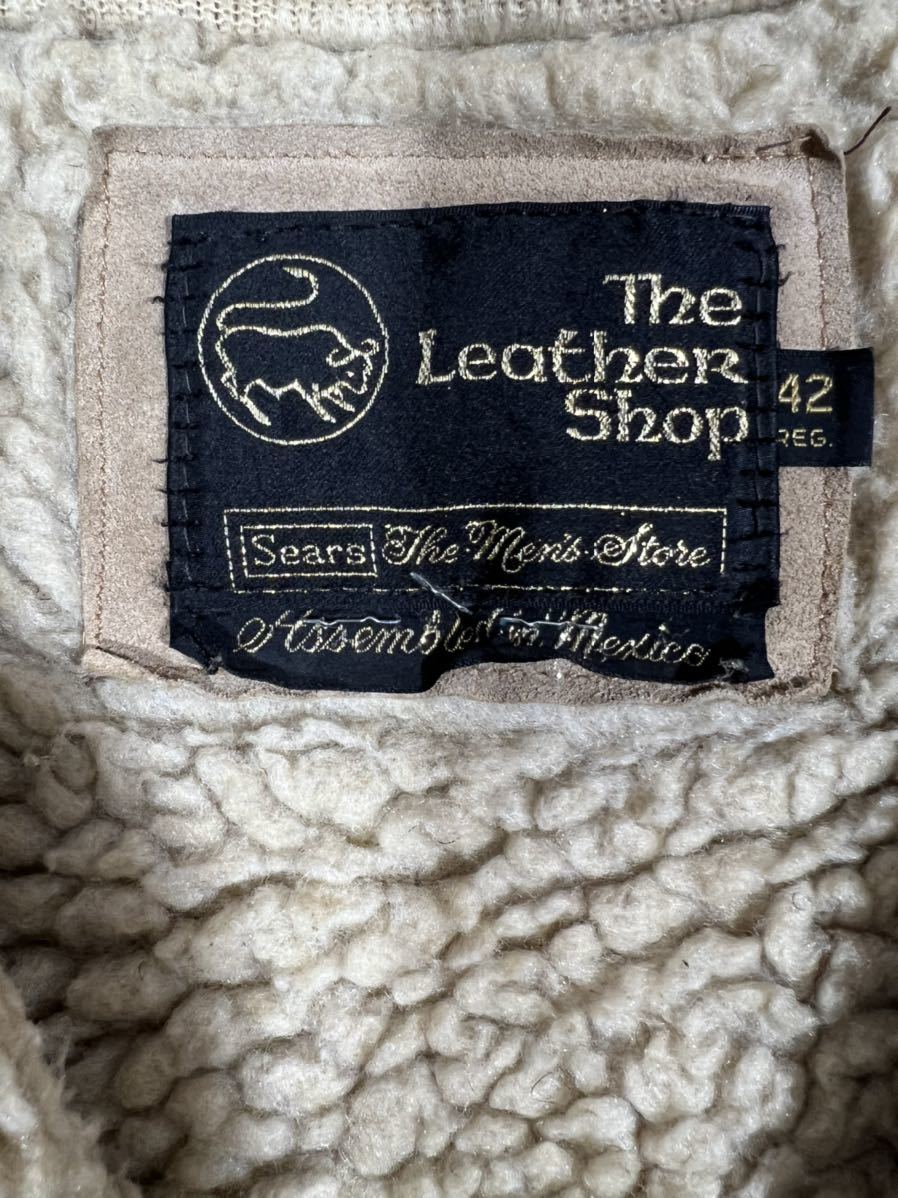 The
Leather
Shop
42
REG.
Sears The Men's Store
Assembled in Mexico